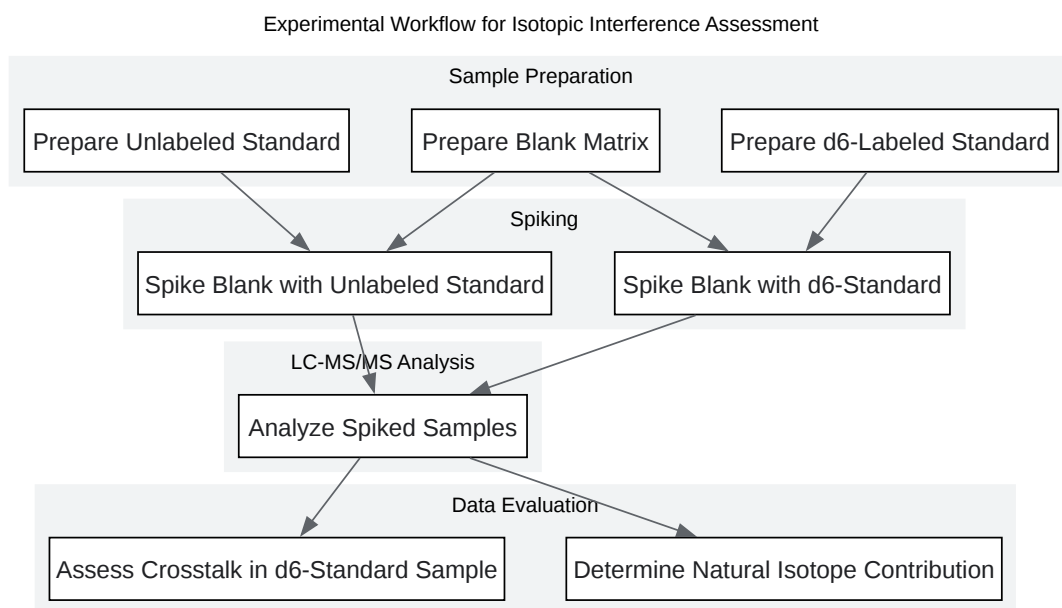 Experimental Workflow for Isotopic Interference Assessment
Sample Preparation
Prepare Unlabeled Standard
Prepare Blank Matrix
Prepare d6-Labeled Standard
Spiking
Spike Blank with Unlabeled Standard
Spike Blank with d6-Standard
LC-MS/MS Analysis
Analyze Spiked Samples
Data Evaluation
Assess Crosstalk in d6-Standard Sample
Determine Natural Isotope Contribution